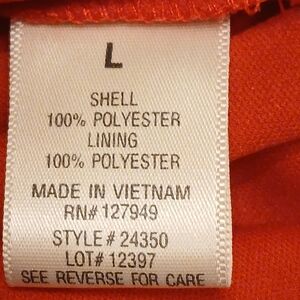 L
SHELL
100% POLYESTER
LINING
100% POLYESTER
MADE IN VIETNAM
RN# 127949
STYLE # 24350
LOT# 12397
SEE REVERSE FOR CARE